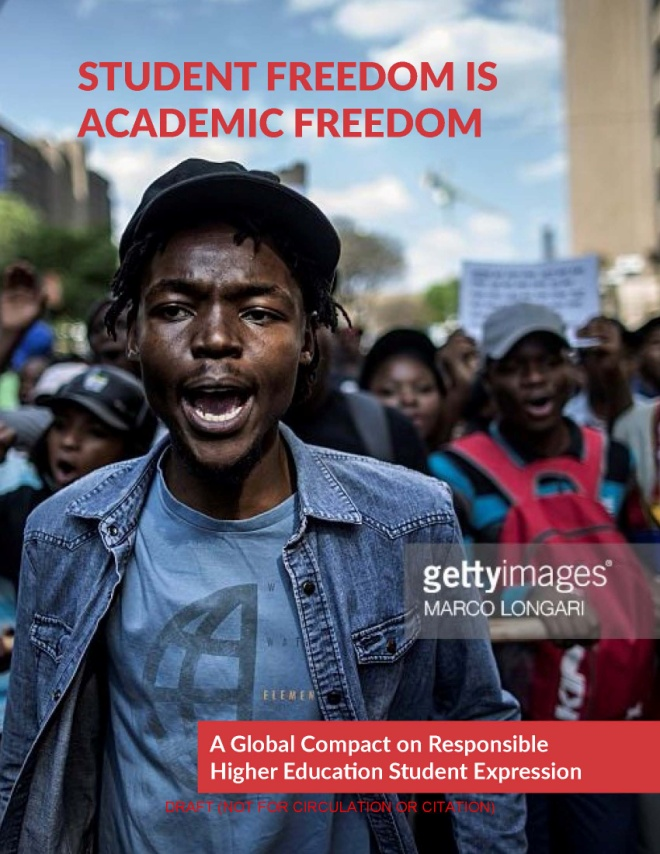 STUDENT FREEDOM IS
ACADEMIC FREEDOM
gettyimages®
MARCO LONGARI
ELEMEN
A Global Compact on Responsible
Higher Education Student Expression
DRAFT (NOT FOR CIRCULATION OR CITATION)